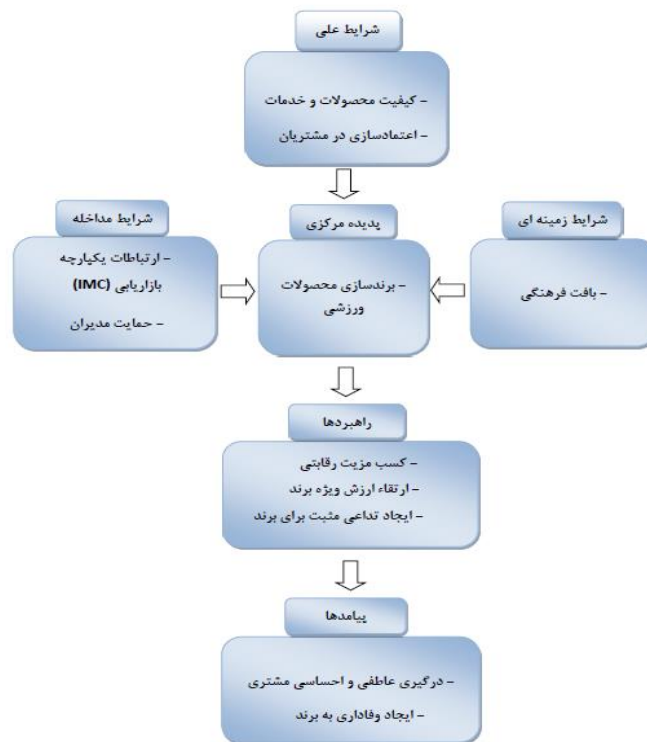 شرایط علی
- کیفیت محصولات و خدمات
- اعتمادسازی در مشتریان
شرایط زمینه ای
- بافت فرهنگی
پدیده مرکزی
- برندسازی محصولات
ورزشی
شرایط مداخله
- ارتباطات یکپارچه
بازاریابی (IMC)
- حمایت مدیران
راهبردها
- کسب مزیت رقابتی
- ارتقاء ارزش ویژه برند
- ایجاد تداعی مثبت برای برند
پیامدها
- درگیری عاطفی و احساسی مشتری
- ایجاد وفاداری به برند